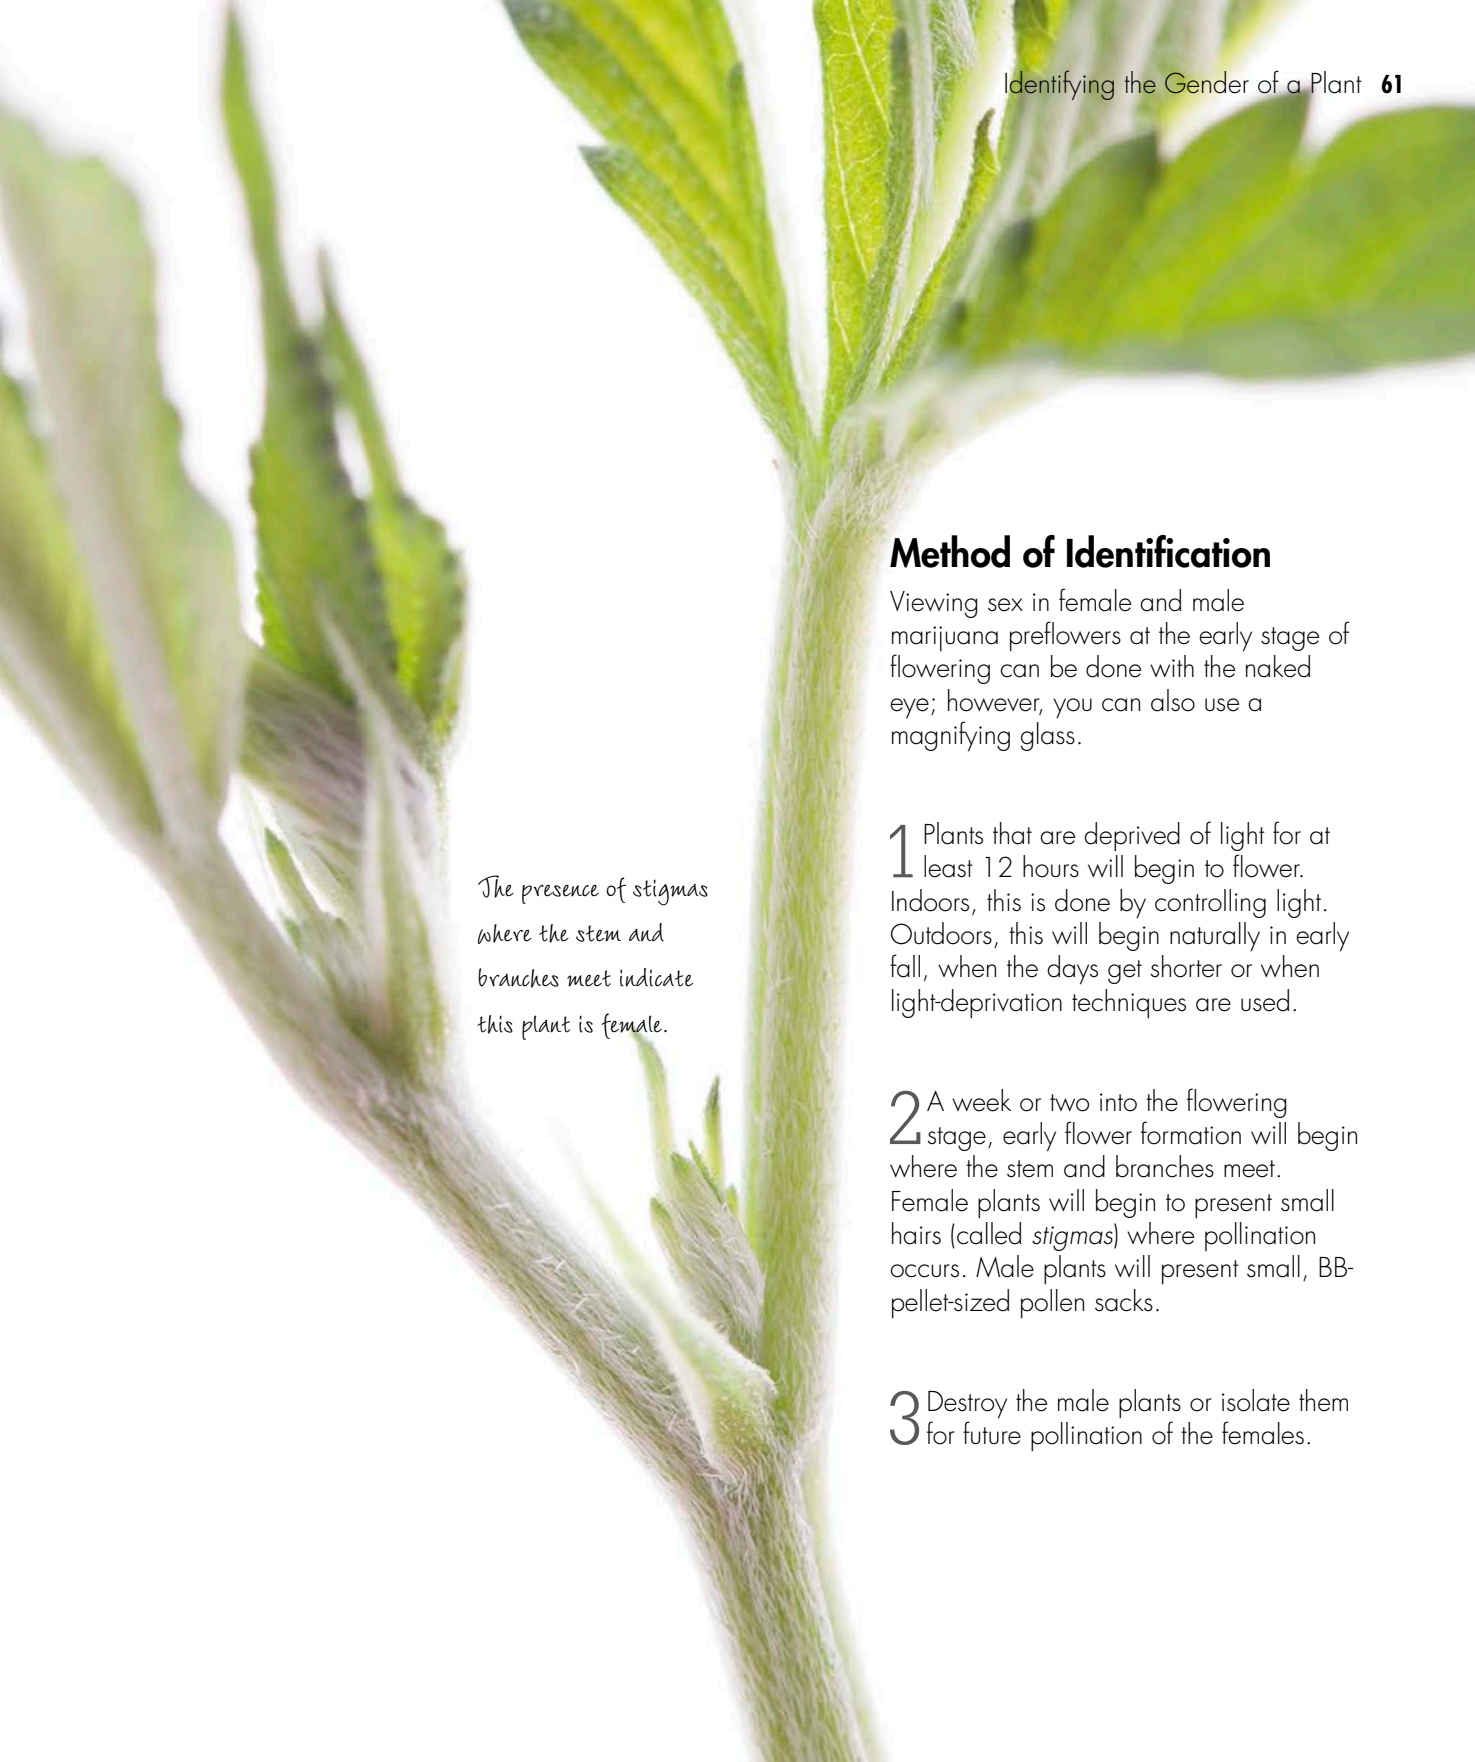 Identifying the Gender of a Plant 61
Method of Identification
Viewing sex in female and male
marijuana preflowers at the early stage of
flowering can be done with the naked
eye; however, you can also use a
magnifying glass.
1 Plants that are deprived of light for at
least 12 hours will begin to flower.
Indoors, this is done by controlling light.
Outdoors, this will begin naturally in early
fall, when the days get shorter or when
light-deprivation techniques are used.
The presence of stigmas
where the stem and
branches meet indicate
this plant is female.
2 A week or two into the flowering
stage, early flower formation will begin
where the stem and branches meet.
Female plants will begin to present small
hairs (called stigmas) where pollination
occurs. Male plants will present small, BB-
pellet-sized pollen sacks.
3 Destroy the male plants or isolate them
for future pollination of the females.